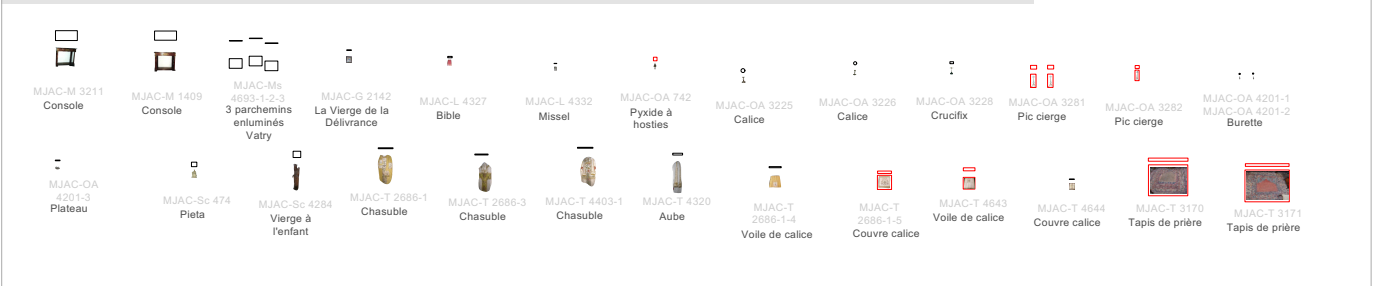 MJAC-M 3211
Console
MJAC-M 1409
Console
MJAC-Ms
4693-1-2-3
3 parchemins
enluminés
Vatry
MJAC-G 2142
La Vierge de la
Délivrance
MJAC-L 4327
Bible
MJAC-L 4332
Missel
MJAC-OA 742
Pyxide à
hosties
MJAC-OA 3225
Calice
MJAC-OA 3226
Calice
MJAC-OA 3228
Crucifix
MJAC-OA 3281
Pic cierge
MJAC-OA 3282
Pic cierge
MJAC-OA 4201-1
MJAC-OA 4201-2
Burette
MJAC-OA
4201-3
Plateau
MJAC-Sc 474
Pieta
MJAC-Sc 4284
Vierge à
l'enfant
MJAC-T 2686-1
Chasuble
MJAC-T 2686-3
Chasuble
MJAC-T 4403-1
Chasuble
MJAC-T 4320
Aube
MJAC-T
2686-1-4
Voile de calice
MJAC-T
2686-1-5
Couvre calice
MJAC-T 4643
Voile de calice
MJAC-T 4644
Couvre calice
MJAC-T 3170
Tapis de prière
MJAC-T 3171
Tapis de prière